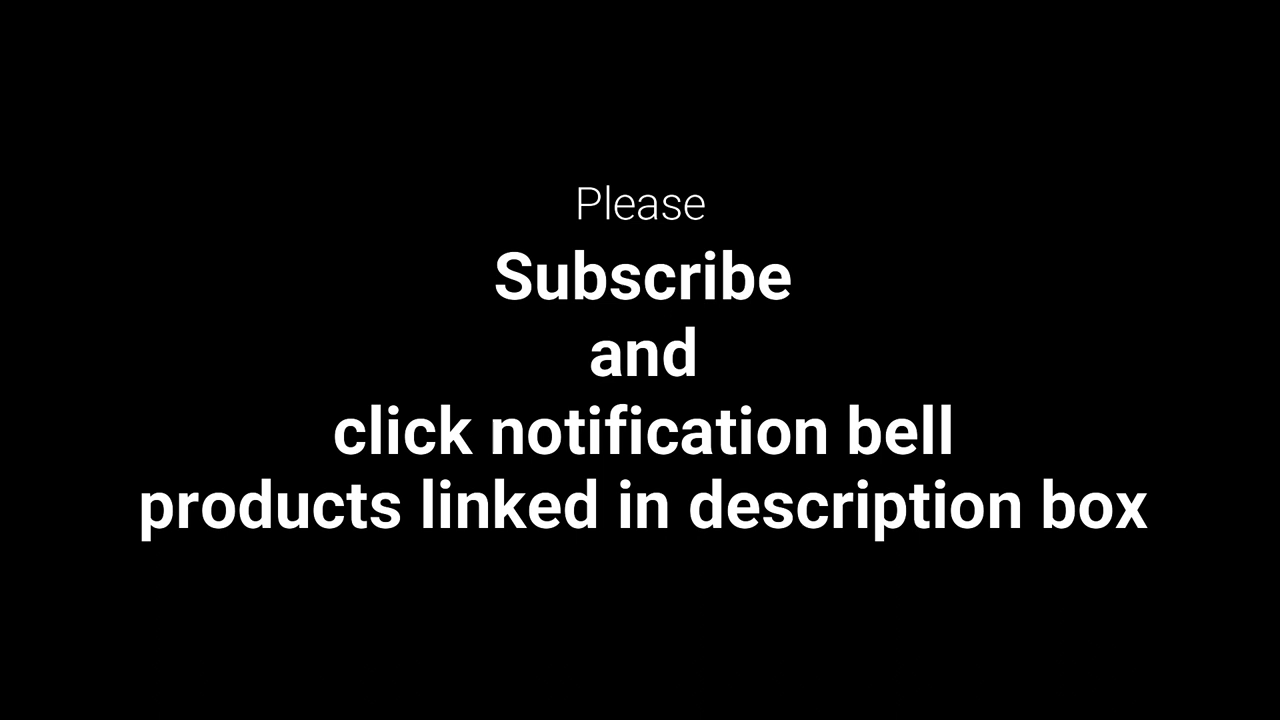 Please
Subscribe
and
click notification bell
products linked in description box